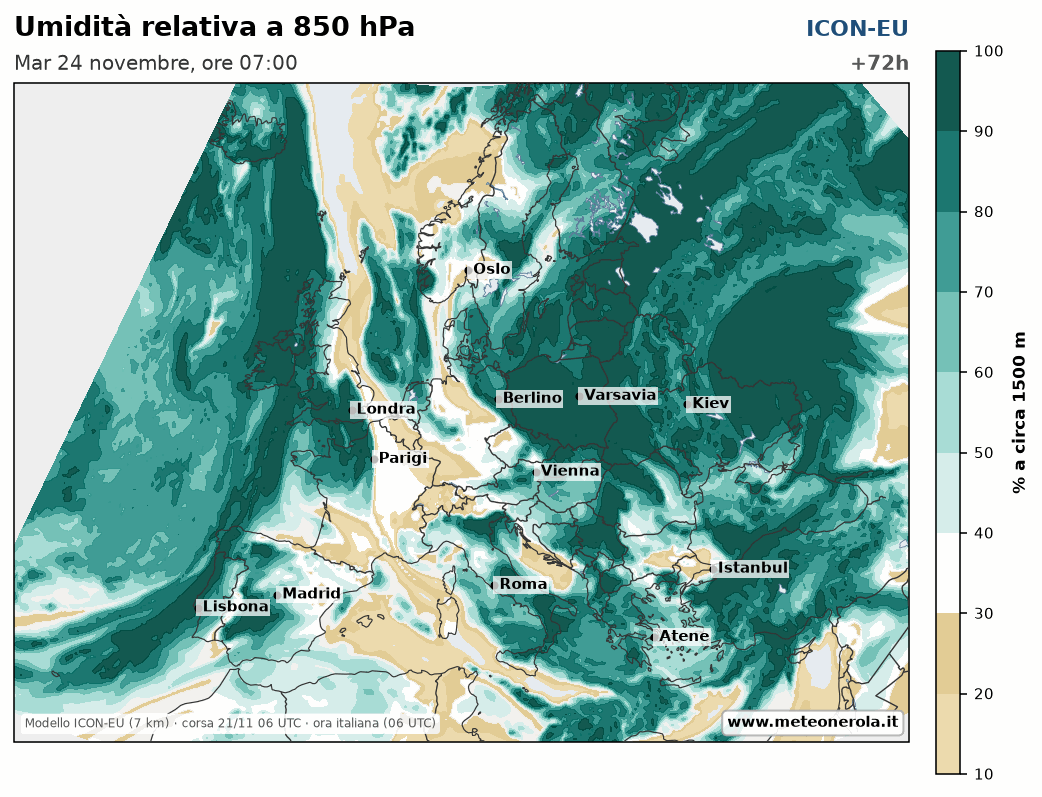 Umidità relativa a 850 hPa
ICON-EU
Mar 24 novembre, ore 07:00
+72h
100
90
80
70
60
50
40
30
20
10
% a circa 1500 m
Oslo
Berlino
Varsavia
Kiev
Londra
Parigi
Vienna
Istanbul
Roma
Madrid
Lisbona
Atene
Modello ICON-EU (7 km) · corsa 21/11 06 UTC · ora italiana (06 UTC)
www.meteonerola.it